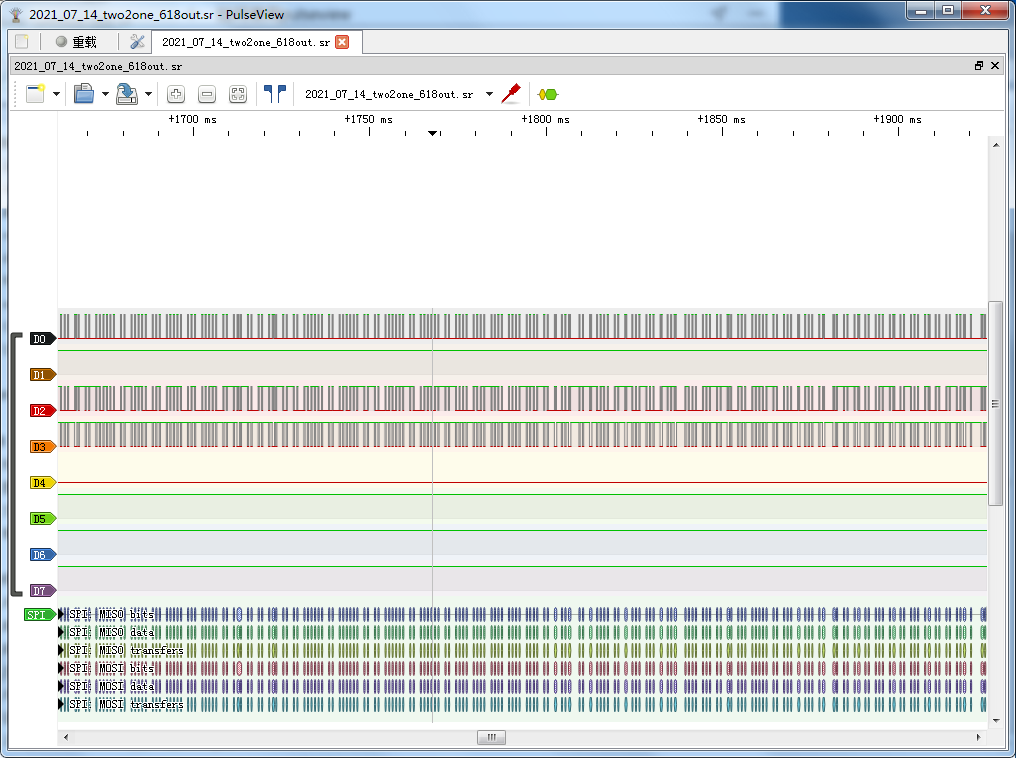 2021_07_14_two2one_618out.sr - PulseView
重载
2021_07_14_two2one_618out.sr
2021_07_14_two2one_618out.sr
2021_07_14_two2one_618out.sr
+1700 ms +1750 ms +1800 ms +1850 ms +1900 ms
D0
D1
D2
D3
D4
D5
D6
D7
SPI
SPI: MISO bits
SPI: MISO data
SPI: MISO transfers
SPI: MOSI bits
SPI: MOSI data
SPI: MOSI transfers